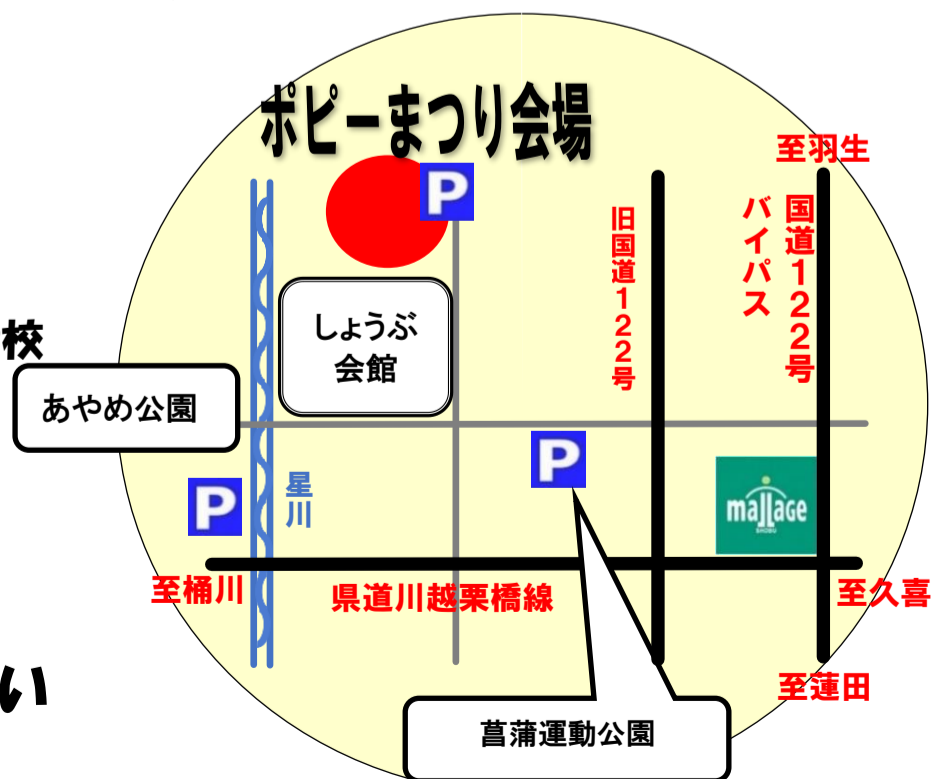 ポピーまつり会場
P
至羽生
国道122号
バイパス
旧国道122号
しょうぶ
会館
校
あやめ公園
P
P
星川
mallage
SHOBU
至桶川
県道川越栗橋線
至久喜
い
至蓮田
菖蒲運動公園